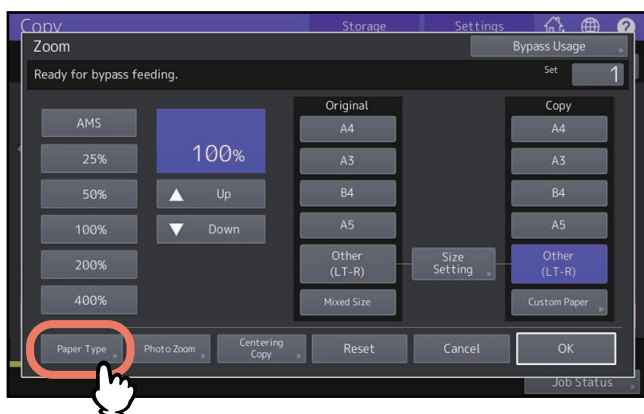 Copy
Storage
Settings
Zoom
Bypass Usage
Ready for bypass feeding.
Set
1
AMS
25%
50%
100%
200%
400%
100%
Up
Down
Original
A4
A3
B4
A5
Other
(LT-R)
Mixed Size
Size
Setting
Copy
A4
A3
B4
A5
Other
(LT-R)
Custom Paper
Paper Type
Photo Zoom
Centering
Copy
Reset
Cancel
OK
Job Status